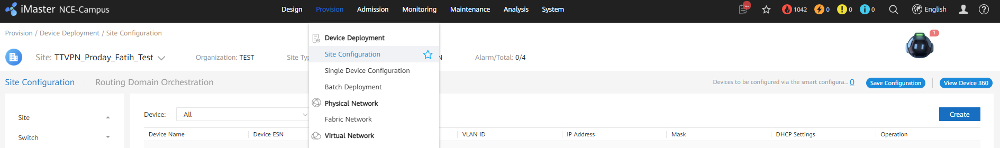 iMaster NCE-Campus
Design Provision Admission Monitoring Maintenance Analysis System
... 1042 0 0 0 English
Provision / Device Deployment / Site Configuration
Device Deployment
1
Site: TTVPN_Proday_Fatih_Test
Organization: TEST
Site Typ
Site Configuration
N
Alarm/Total: 0/4
Single Device Configuration
Site Configuration
Routing Domain Orchestration
Batch Deployment
Devices to be configured via the smart configura... 0
Save Configuration
View Device 360
Physical Network
Site
Device: All
Fabric Network
Create
Switch
Device Name Device ESN VLAN ID IP Address Mask DHCP Settings Operation
Virtual Network